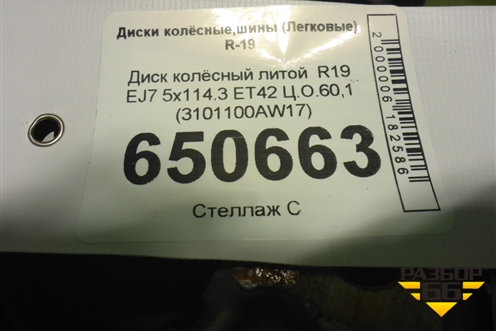 Диски колёсные,шины (Легковые)
R-19
Диск колёсный литой R19
EJ7 5x114.3 ET42 Ц.О.60,1
(3101100AW17)
650663
Стеллаж С
2000006182586
РАЗБОР
66